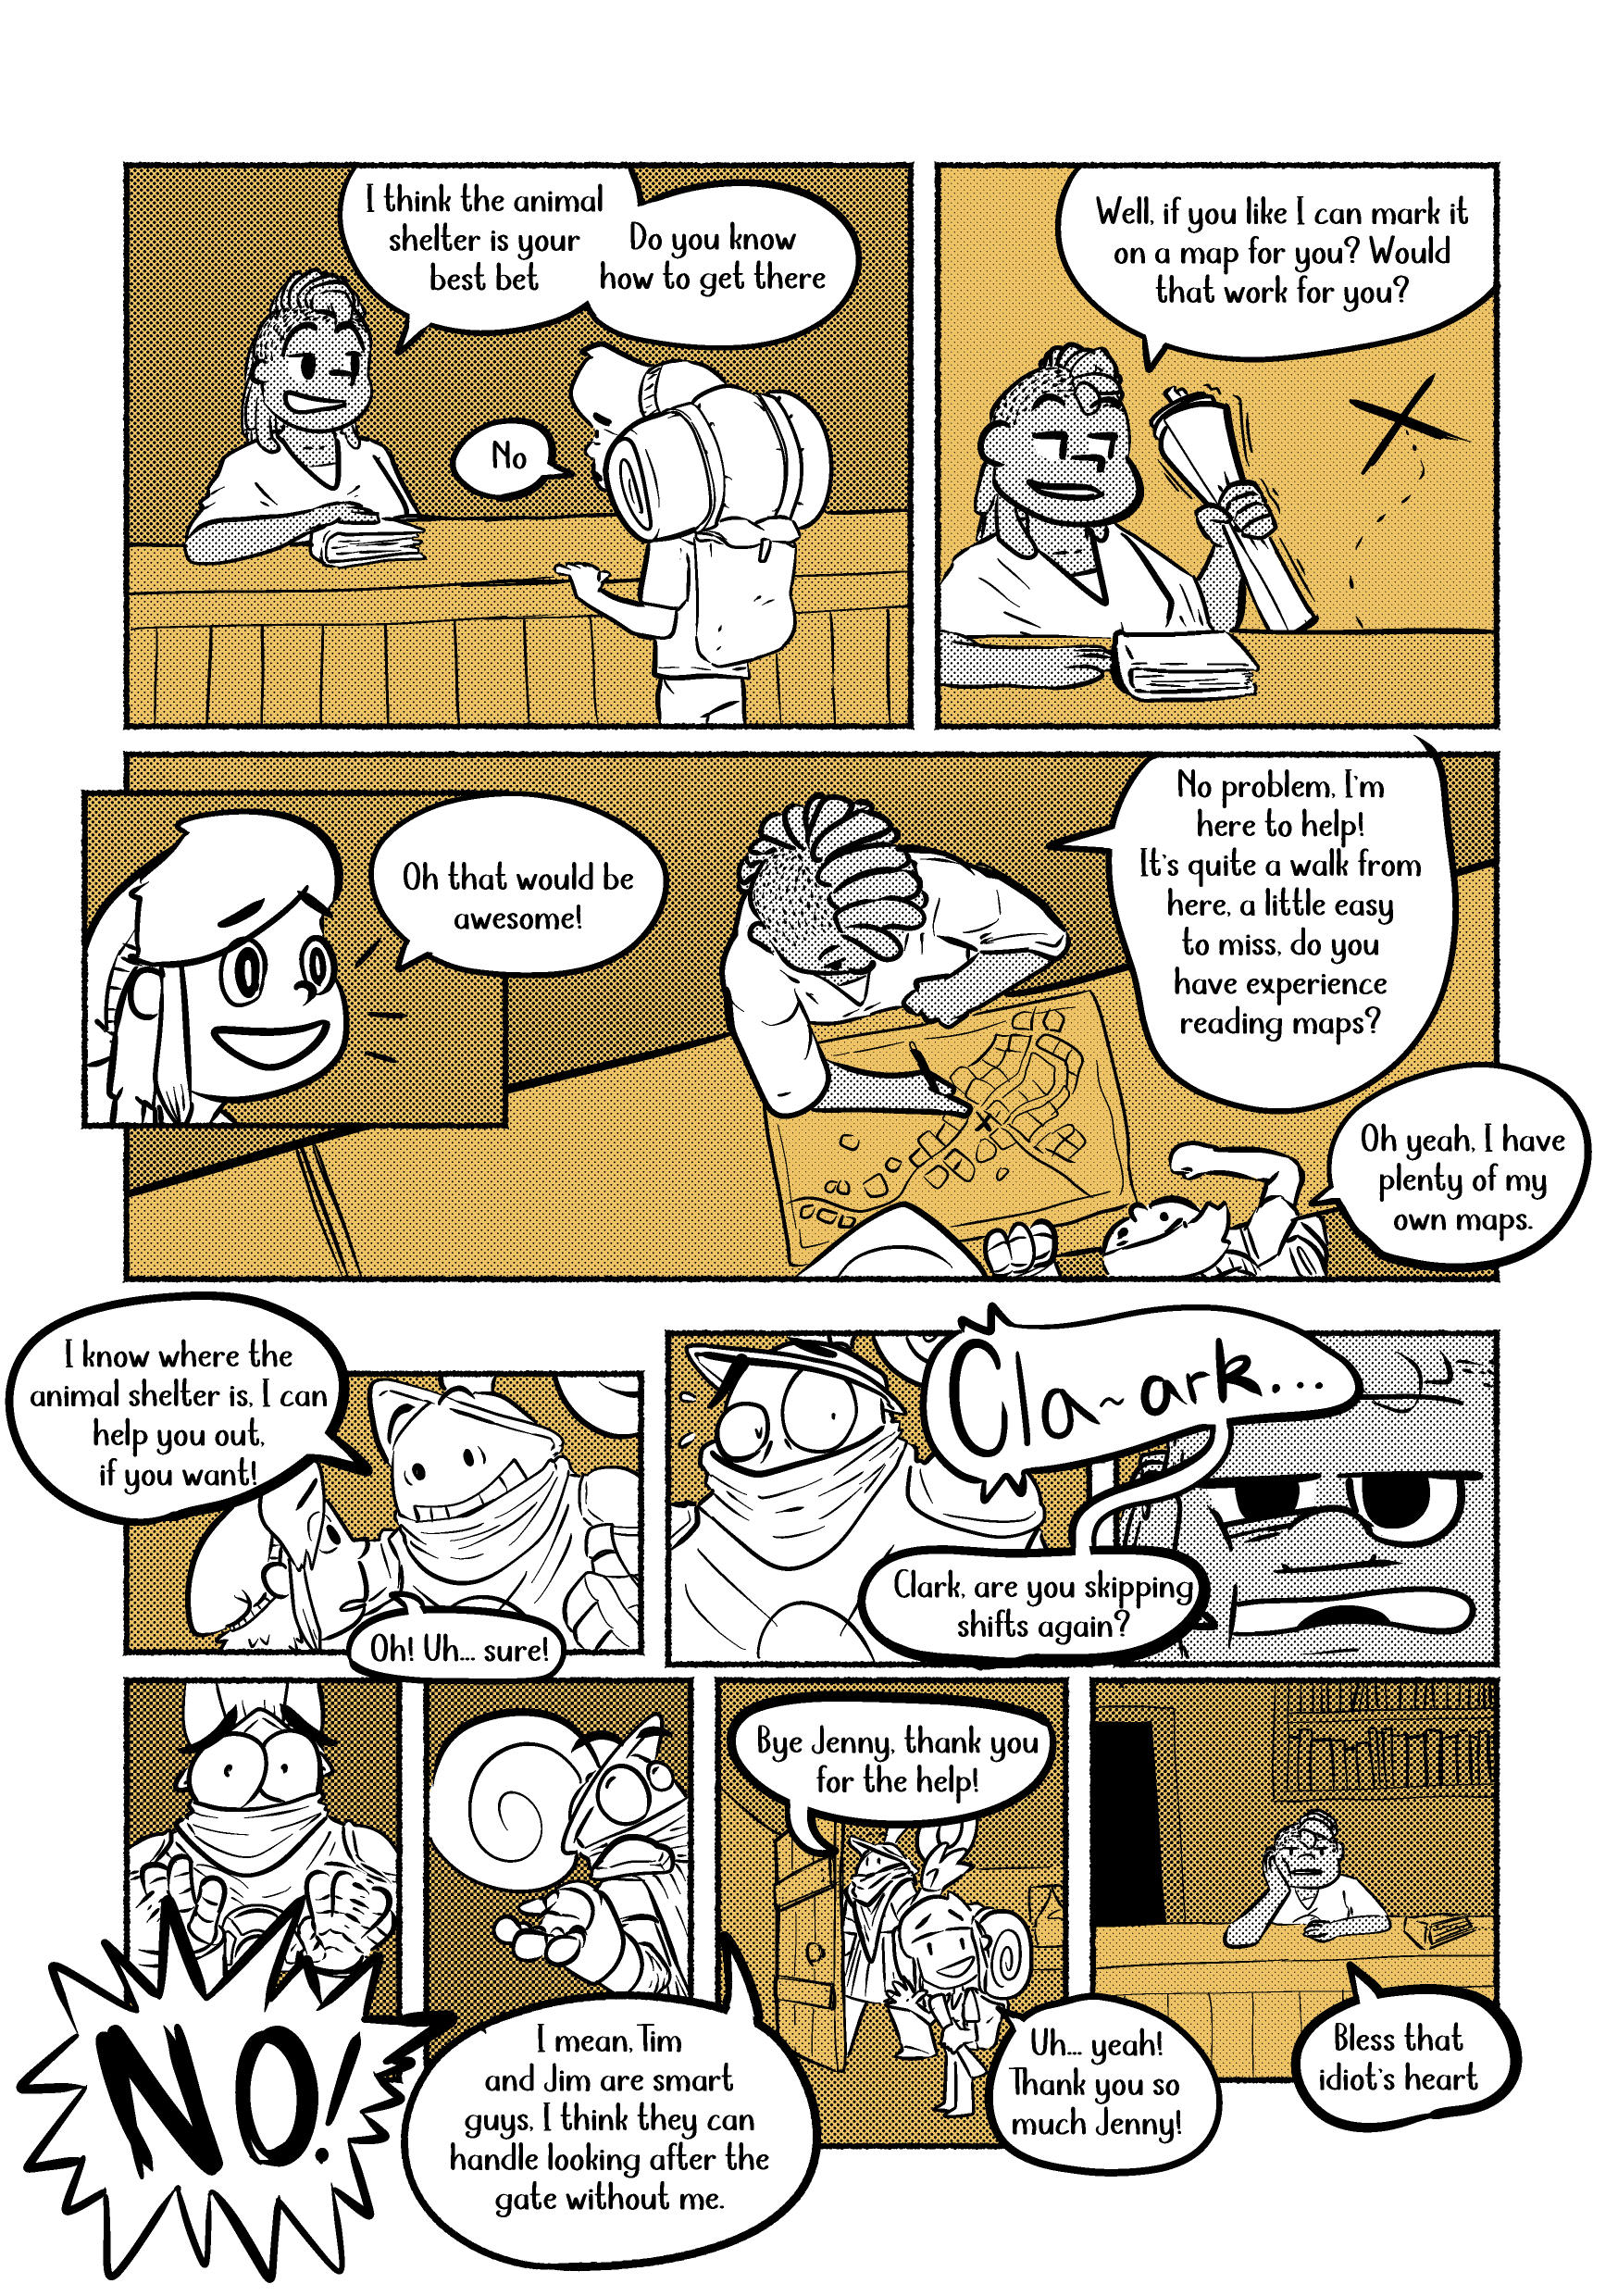 I think the animal
shelter is your
best bet
Do you know
how to get there
No
Well, if you like I can mark it
on a map for you? Would
that work for you?
Oh that would be
awesome!
No problem, I'm
here to help!
It's quite a walk from
here, a little easy
to miss, do you
have experience
reading maps?
Oh yeah, I have
plenty of my
own maps.
I know where the
animal shelter is, I can
help you out,
if you want!
Oh! Uh... sure!
Cla~ark...
Clark, are you skipping
shifts again?
NO!
I mean, Tim
and Jim are smart
guys, I think they can
handle looking after the
gate without me.
Bye Jenny, thank you
for the help!
Uh... yeah!
Thank you so
much Jenny!
Bless that
idiot's heart